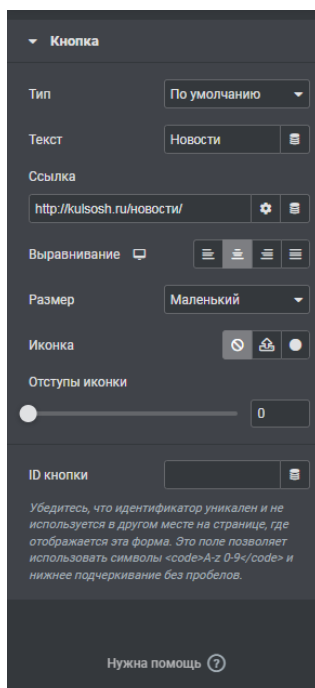 Кнопка
Тип По умолчанию
Текст Новости
Ссылка
http://kulsosh.ru/новости/
Выравнивание
Размер Маленький
Иконка
Отступы иконки
0
ID кнопки
Убедитесь, что идентификатор уникален и не
используется в другом месте на странице, где
отображается эта форма. Это поле позволяет
использовать символы <code>A-z 0-9</code> и
нижнее подчеркивание без пробелов.
Нужна помощь ?